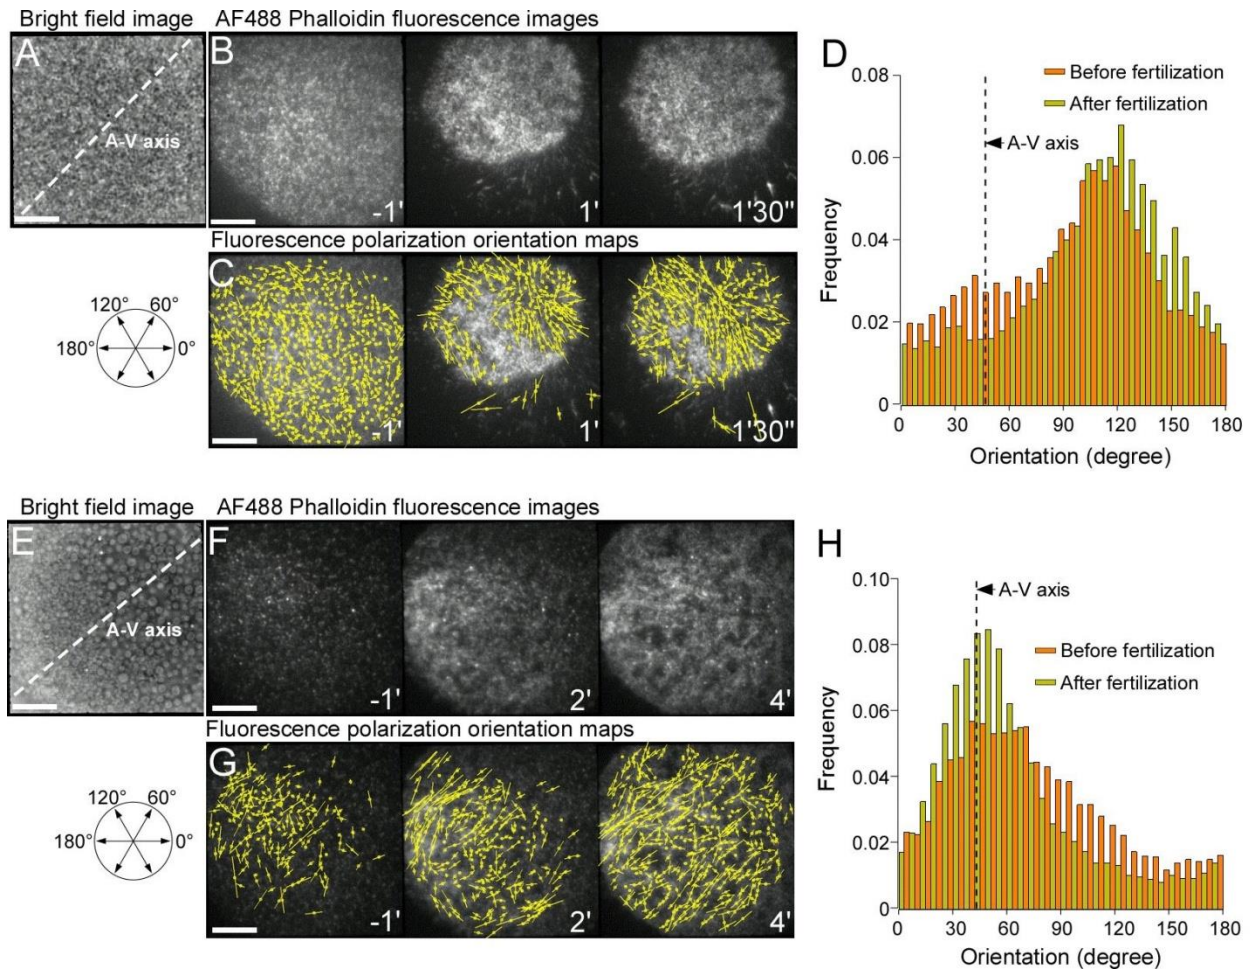 Bright field image
AF488 Phalloidin fluorescence images
A
A-V axis
B
-1'
1'
1'30"
Fluorescence polarization orientation maps
120°
60°
180°
0°
C
-1'
1'
1'30"
D
0.08
0.06
0.04
0.02
0
Frequency
Before fertilization
After fertilization
A-V axis
0
30
60
90
120
150
180
Orientation (degree)
Bright field image
AF488 Phalloidin fluorescence images
E
A-V axis
F
-1'
2'
4'
Fluorescence polarization orientation maps
120°
60°
180°
0°
G
-1'
2'
4'
H
0.10
0.08
0.06
0.04
0.02
0
Frequency
A-V axis
Before fertilization
After fertilization
0
30
60
90
120
150
180
Orientation (degree)